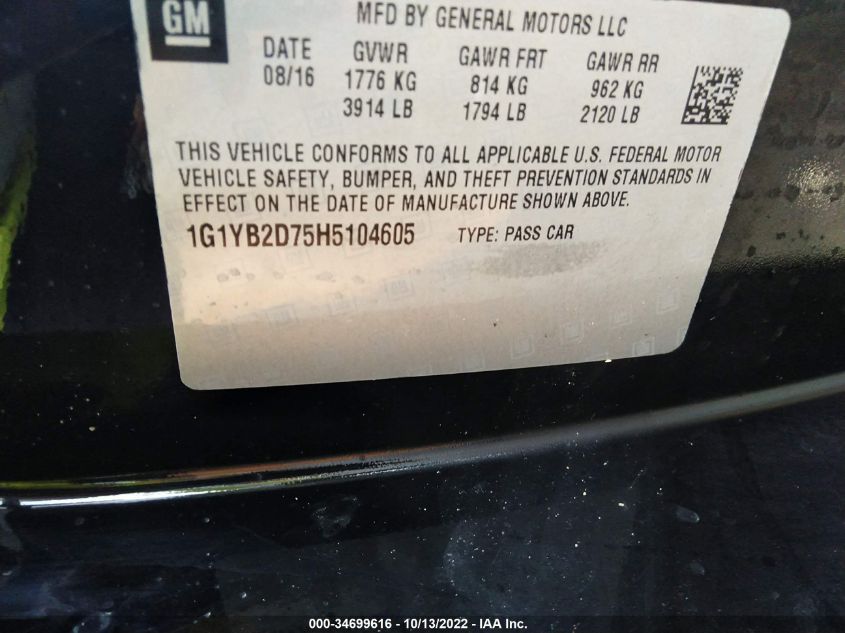 GM MFD BY GENERAL MOTORS LLC
DATE GVWR GAWR FRT GAWR RR
08/16 1776 KG 814 KG 962 KG
3914 LB 1794 LB 2120 LB
THIS VEHICLE CONFORMS TO ALL APPLICABLE U.S. FEDERAL MOTOR
VEHICLE SAFETY, BUMPER, AND THEFT PREVENTION STANDARDS IN
EFFECT ON THE DATE OF MANUFACTURE SHOWN ABOVE.
1G1YB2D75H5104605 TYPE: PASS CAR
000-34699616 - 10/13/2022 - IAA Inc.